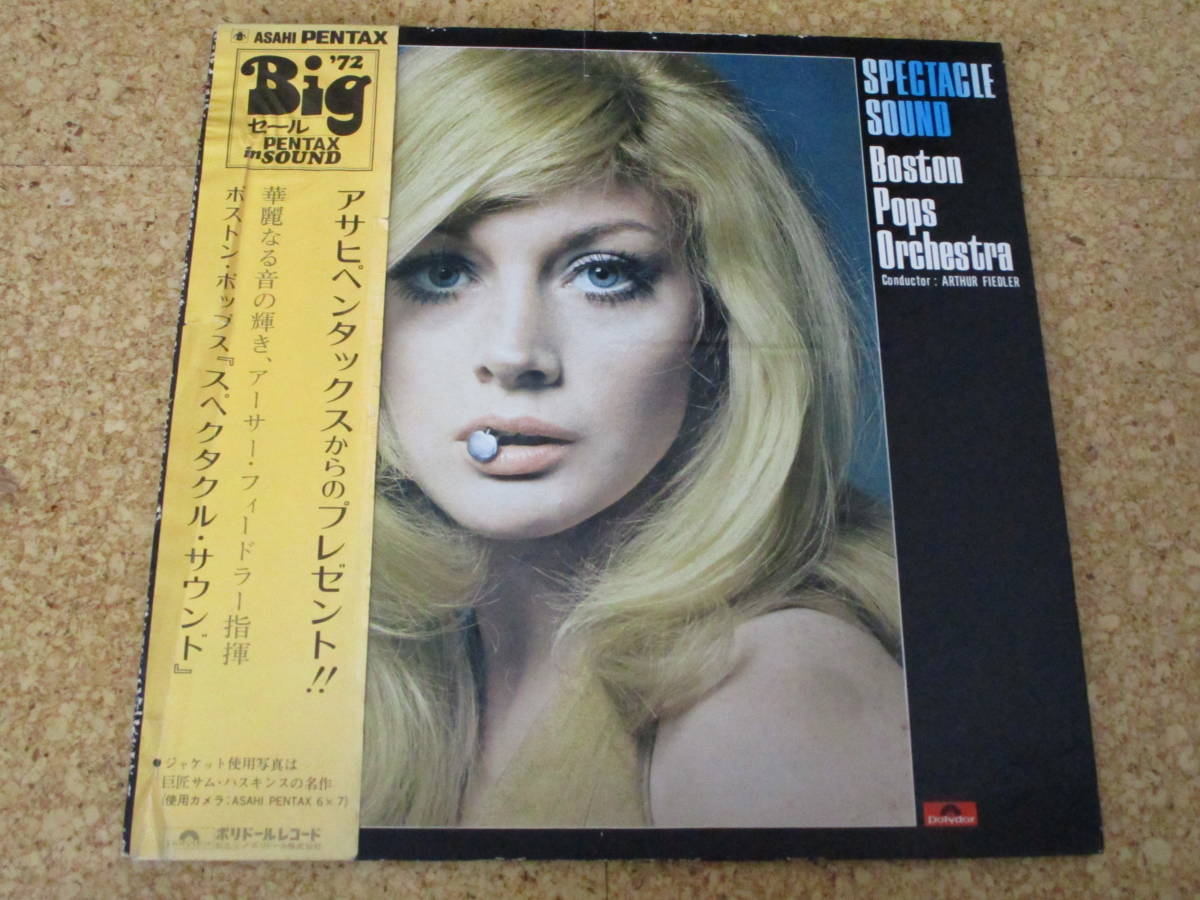 ASAHI PENTAX
'72
Big
セール
PENTAX
in SOUND
アサヒペンタックスからのプレゼント!!
華麗なる音の輝き、アーサー・フィードラー指揮
ボストン・ポップス『スペクタクル・サウンド』
●ジャケット使用写真は
巨匠サム・ハスキンスの名作
(使用カメラ:ASAHI PENTAX 6×7)
ポリドールレコード
SPECTACLE
SOUND
Boston
Pops
Orchestra
Conductor : ARTHUR FIEDLER
Polydor